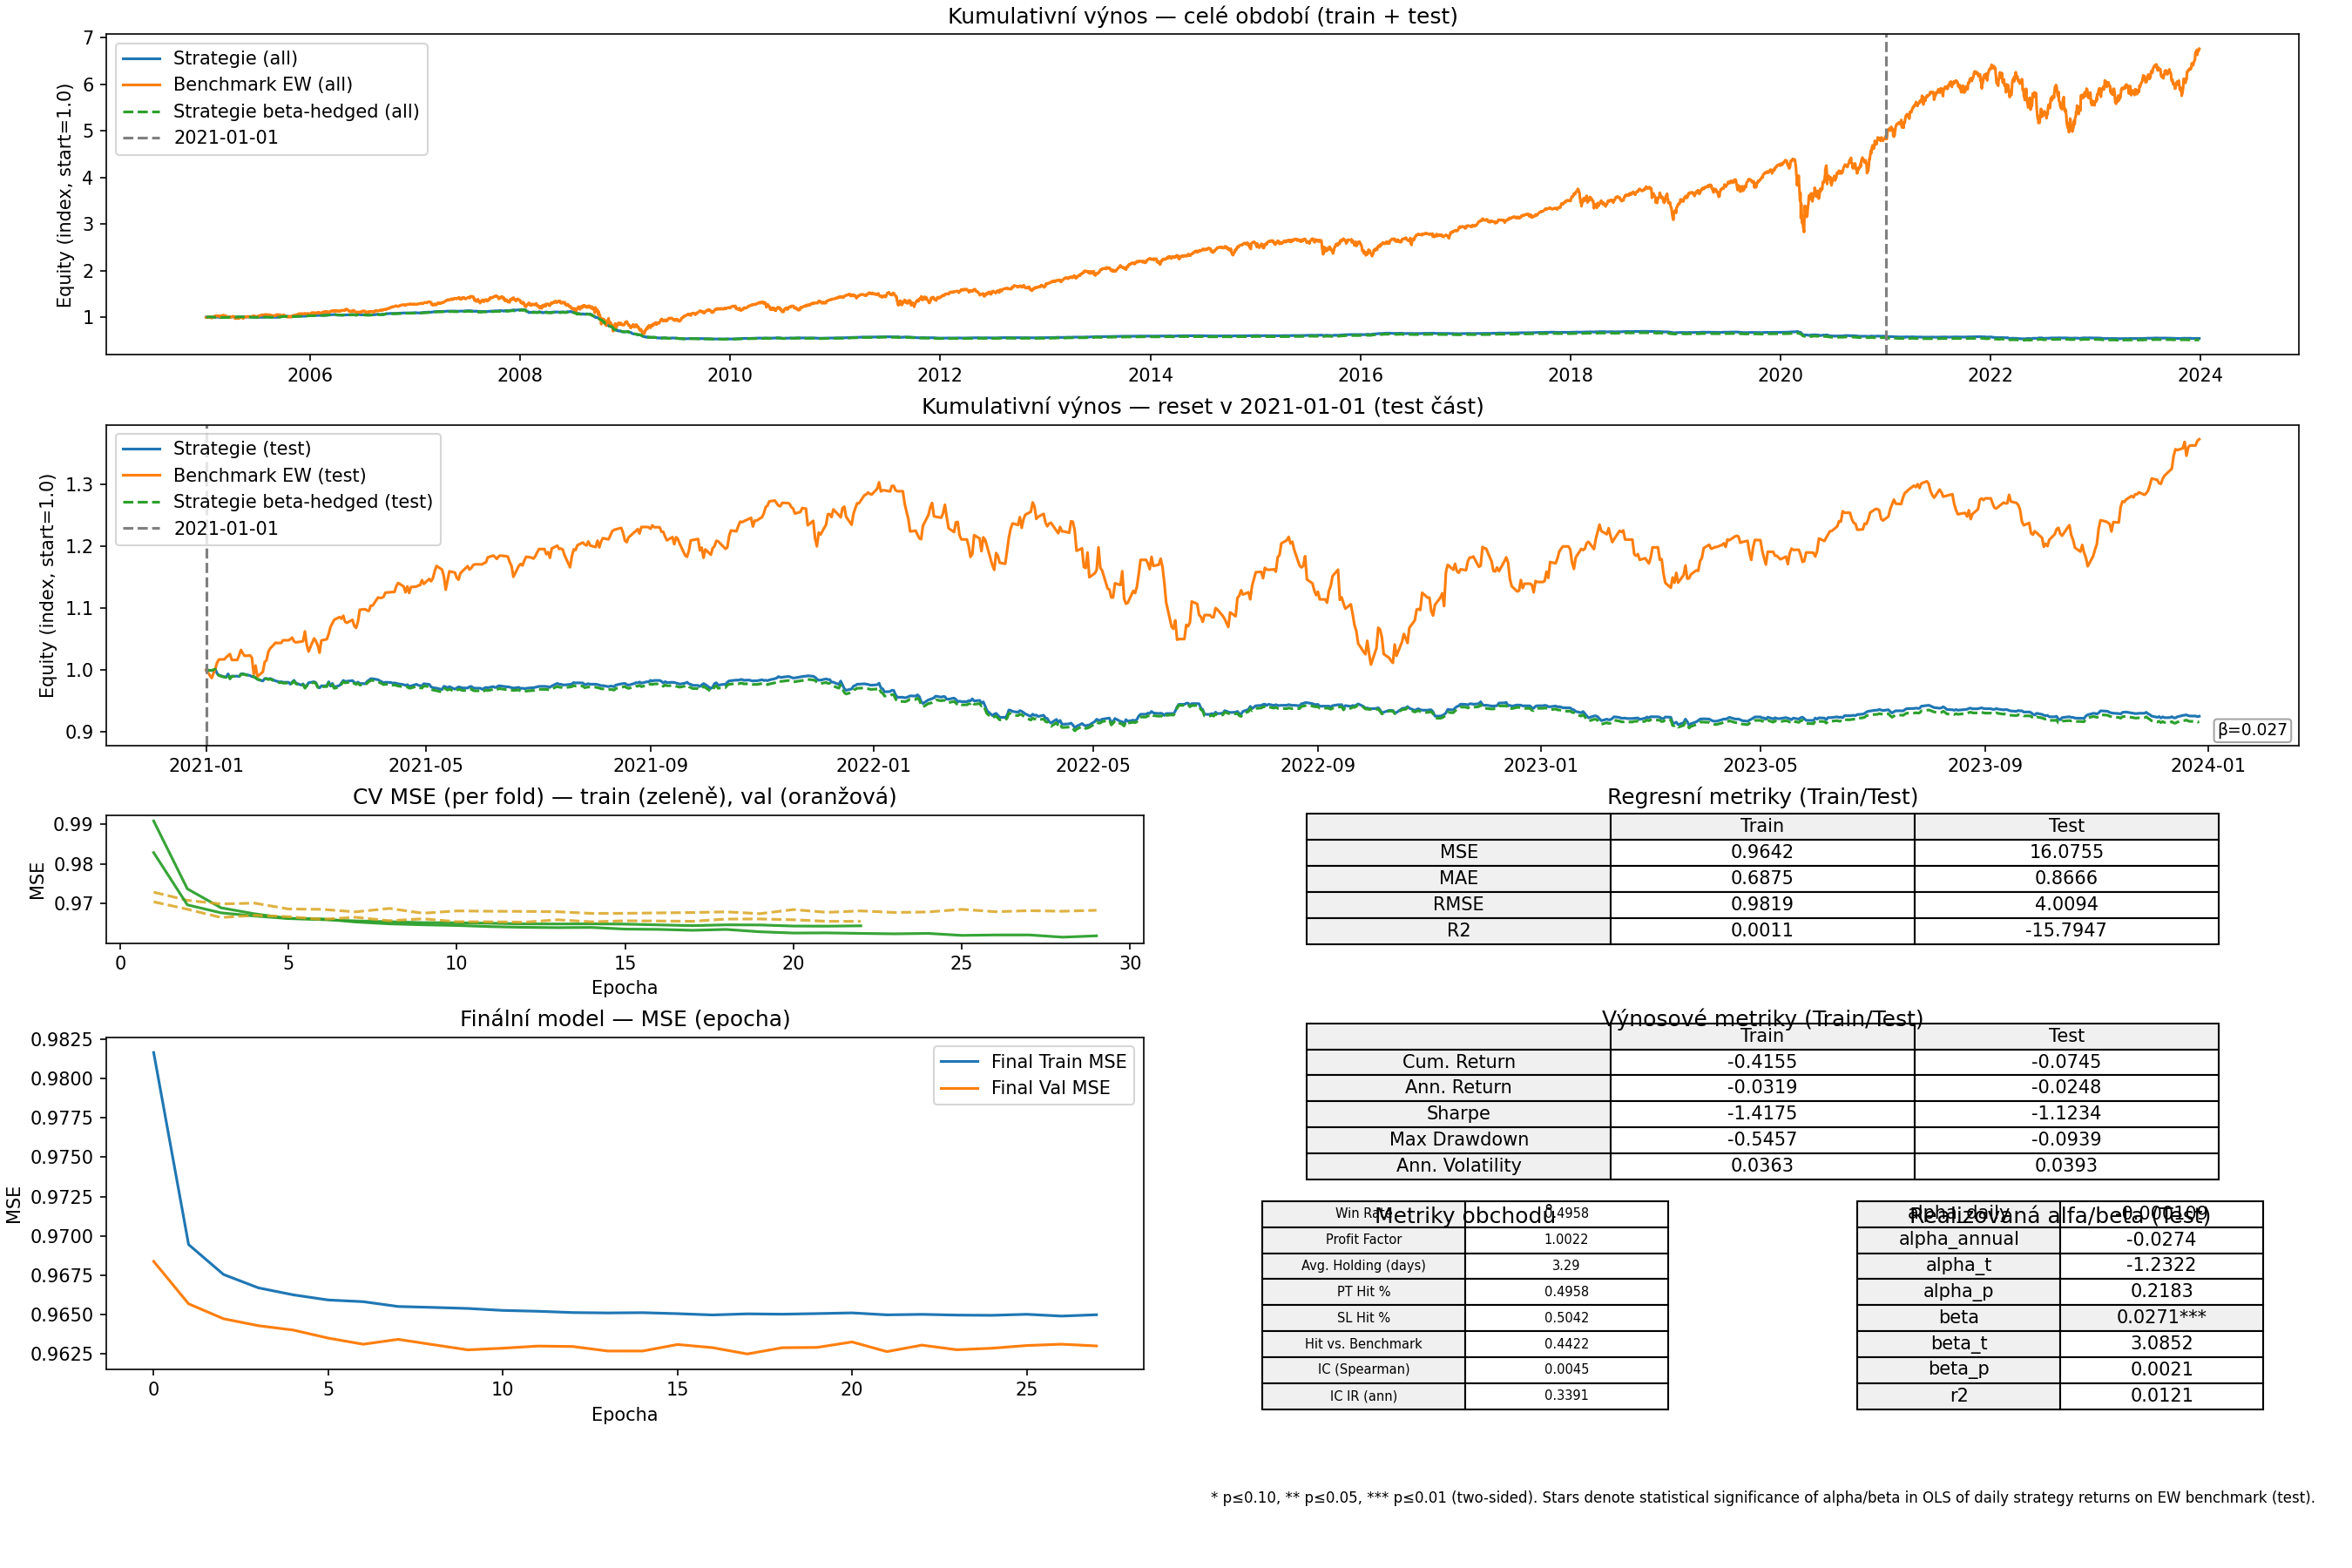 Kumulativní výnos — celé období (train + test)
Equity (index, start=1.0)
7
6
5
4
3
2
1
Strategie (all)
Benchmark EW (all)
Strategie beta-hedged (all)
2021-01-01
2006 2008 2010 2012 2014 2016 2018 2020 2022 2024
Kumulativní výnos — reset v 2021-01-01 (test část)
Equity (index, start=1.0)
1.3
1.2
1.1
1.0
0.9
Strategie (test)
Benchmark EW (test)
Strategie beta-hedged (test)
2021-01-01
β=0.027
2021-01 2021-05 2021-09 2022-01 2022-05 2022-09 2023-01 2023-05 2023-09 2024-01
CV MSE (per fold) — train (zeleně), val (oranžová)
MSE
0.99
0.98
0.97
0 5 10 15 20 25 30
Epocha
Regresní metriky (Train/Test)
Train Test
MSE 0.9642 16.0755
MAE 0.6875 0.8666
RMSE 0.9819 4.0094
R2 0.0011 -15.7947
Finální model — MSE (epocha)
MSE
0.9825
0.9800
0.9775
0.9750
0.9725
0.9700
0.9675
0.9650
0.9625
Final Train MSE
Final Val MSE
0 5 10 15 20 25
Epocha
Výnosové metriky (Train/Test)
Train Test
Cum. Return -0.4155 -0.0745
Ann. Return -0.0319 -0.0248
Sharpe -1.4175 -1.1234
Max Drawdown -0.5457 -0.0939
Ann. Volatility 0.0363 0.0393
Metriky obchodů
Win Rate 0.4958
Profit Factor 1.0022
Avg. Holding (days) 3.29
PT Hit % 0.4958
SL Hit % 0.5042
Hit vs. Benchmark 0.4422
IC (Spearman) 0.0045
IC IR (ann) 0.3391
Realizovaná alfa/beta (Test)
alpha_daily -0.000109
alpha_annual -0.0274
alpha_t -1.2322
alpha_p 0.2183
beta 0.0271***
beta_t 3.0852
beta_p 0.0021
r2 0.0121
* p≤0.10, ** p≤0.05, *** p≤0.01 (two-sided). Stars denote statistical significance of alpha/beta in OLS of daily strategy returns on EW benchmark (test).